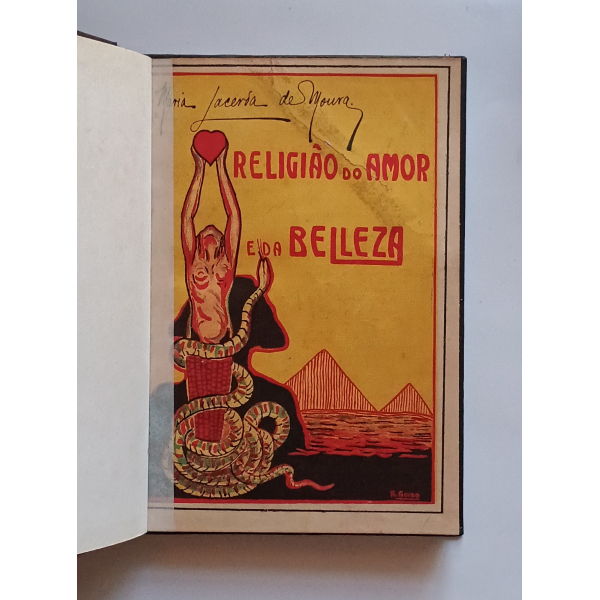 Maria Lacerda de Moura
RELIGIÃO DO AMOR
E DA BELLEZA